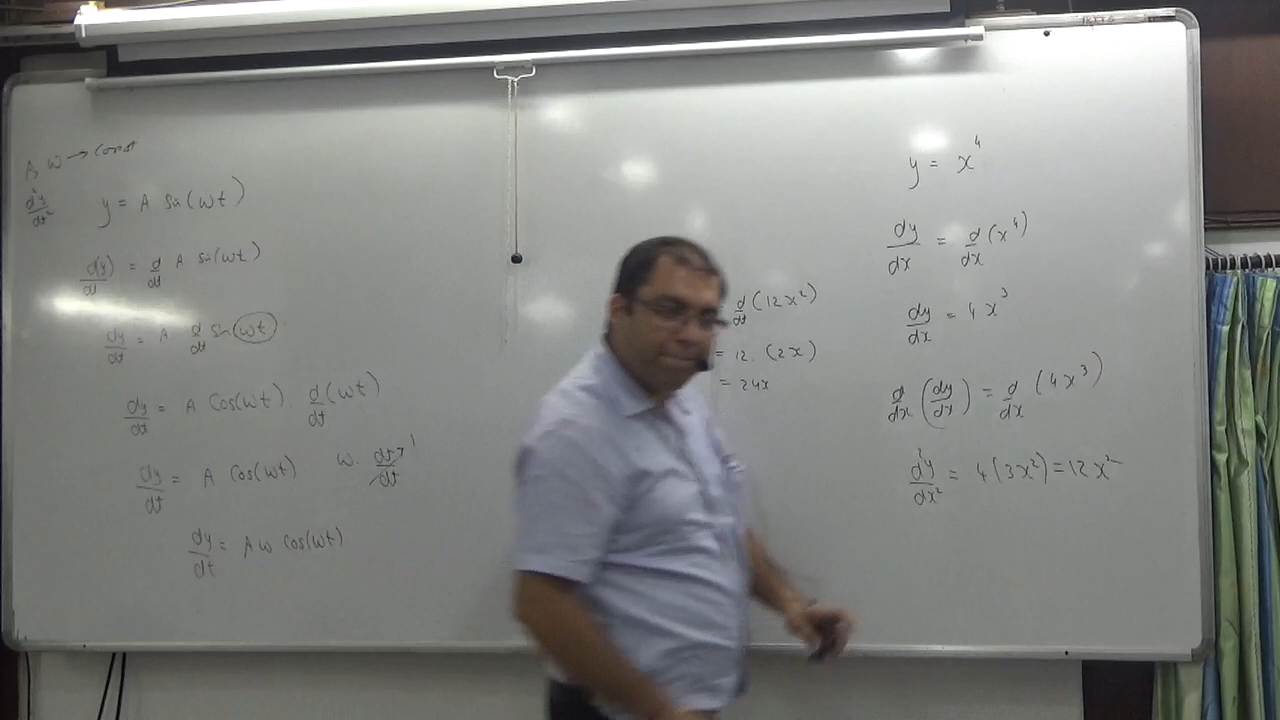 A, ω → const
d²y/dt²
y = A sin(ωt)
dy/dt = d/dt A sin(ωt)
dy/dt = A d/dt sin(ωt)
dy/dt = A Cos(ωt) . d/dt (ωt)
dy/dt = A cos(ωt) ω. dt/dt → 1
dy/dt = Aω cos(ωt)
= d/dt (12x²)
= 12. (2x)
= 24x
y = x⁴
dy/dx = d/dx (x⁴)
dy/dx = 4x³
d/dx (dy/dx) = d/dx (4x³)
d²y/dx² = 4(3x²) = 12x²